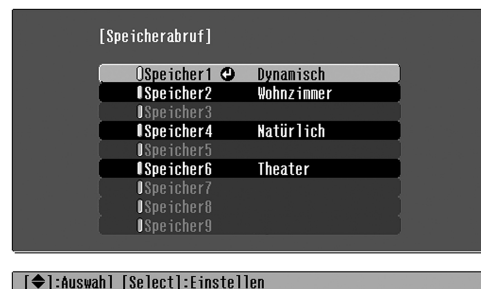 [Speicherabruf]
Speicher1 Dynamisch
Speicher2 Wohnzimmer
Speicher3
Speicher4 Natürlich
Speicher5
Speicher6 Theater
Speicher7
Speicher8
Speicher9
[◆]:Auswahl [Select]:Einstellen